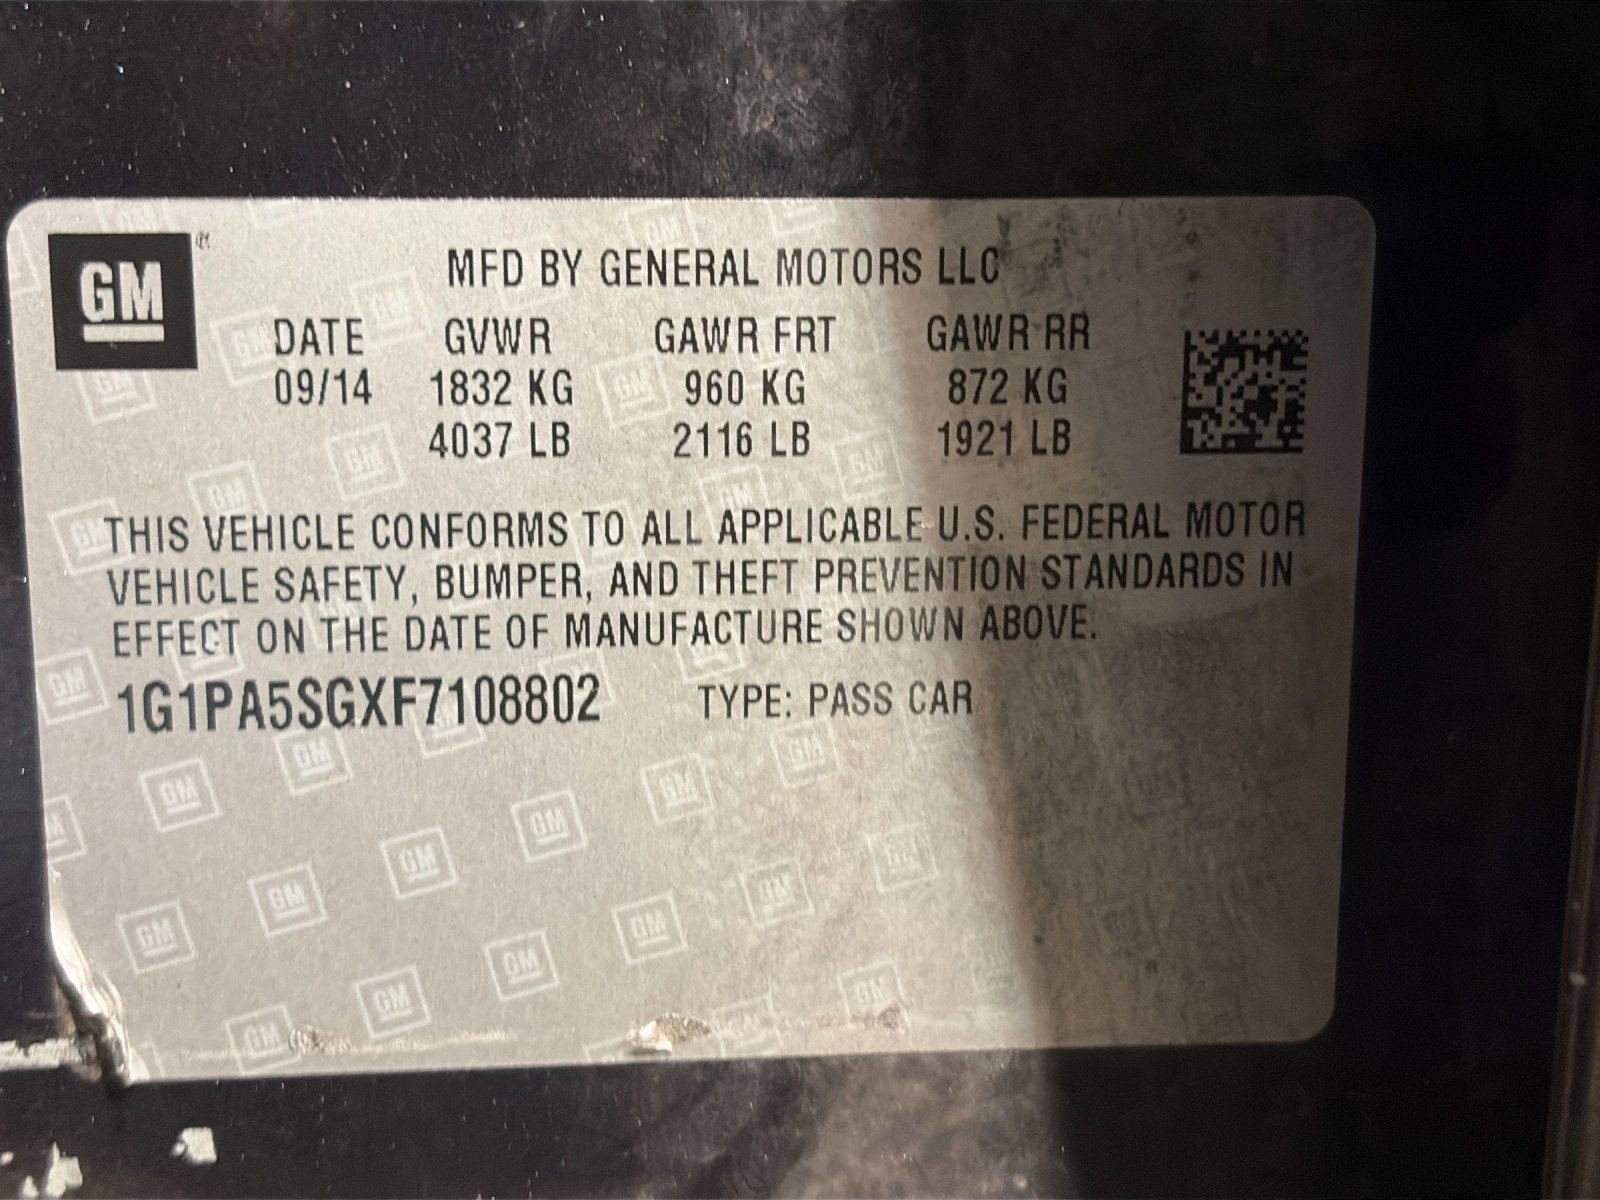 GM
MFD BY GENERAL MOTORS LLC
DATE GVWR GAWR FRT GAWR RR
09/14 1832 KG 960 KG 872 KG
4037 LB 2116 LB 1921 LB
THIS VEHICLE CONFORMS TO ALL APPLICABLE U.S. FEDERAL MOTOR
VEHICLE SAFETY, BUMPER, AND THEFT PREVENTION STANDARDS IN
EFFECT ON THE DATE OF MANUFACTURE SHOWN ABOVE.
1G1PA5SGXF7108802 TYPE: PASS CAR